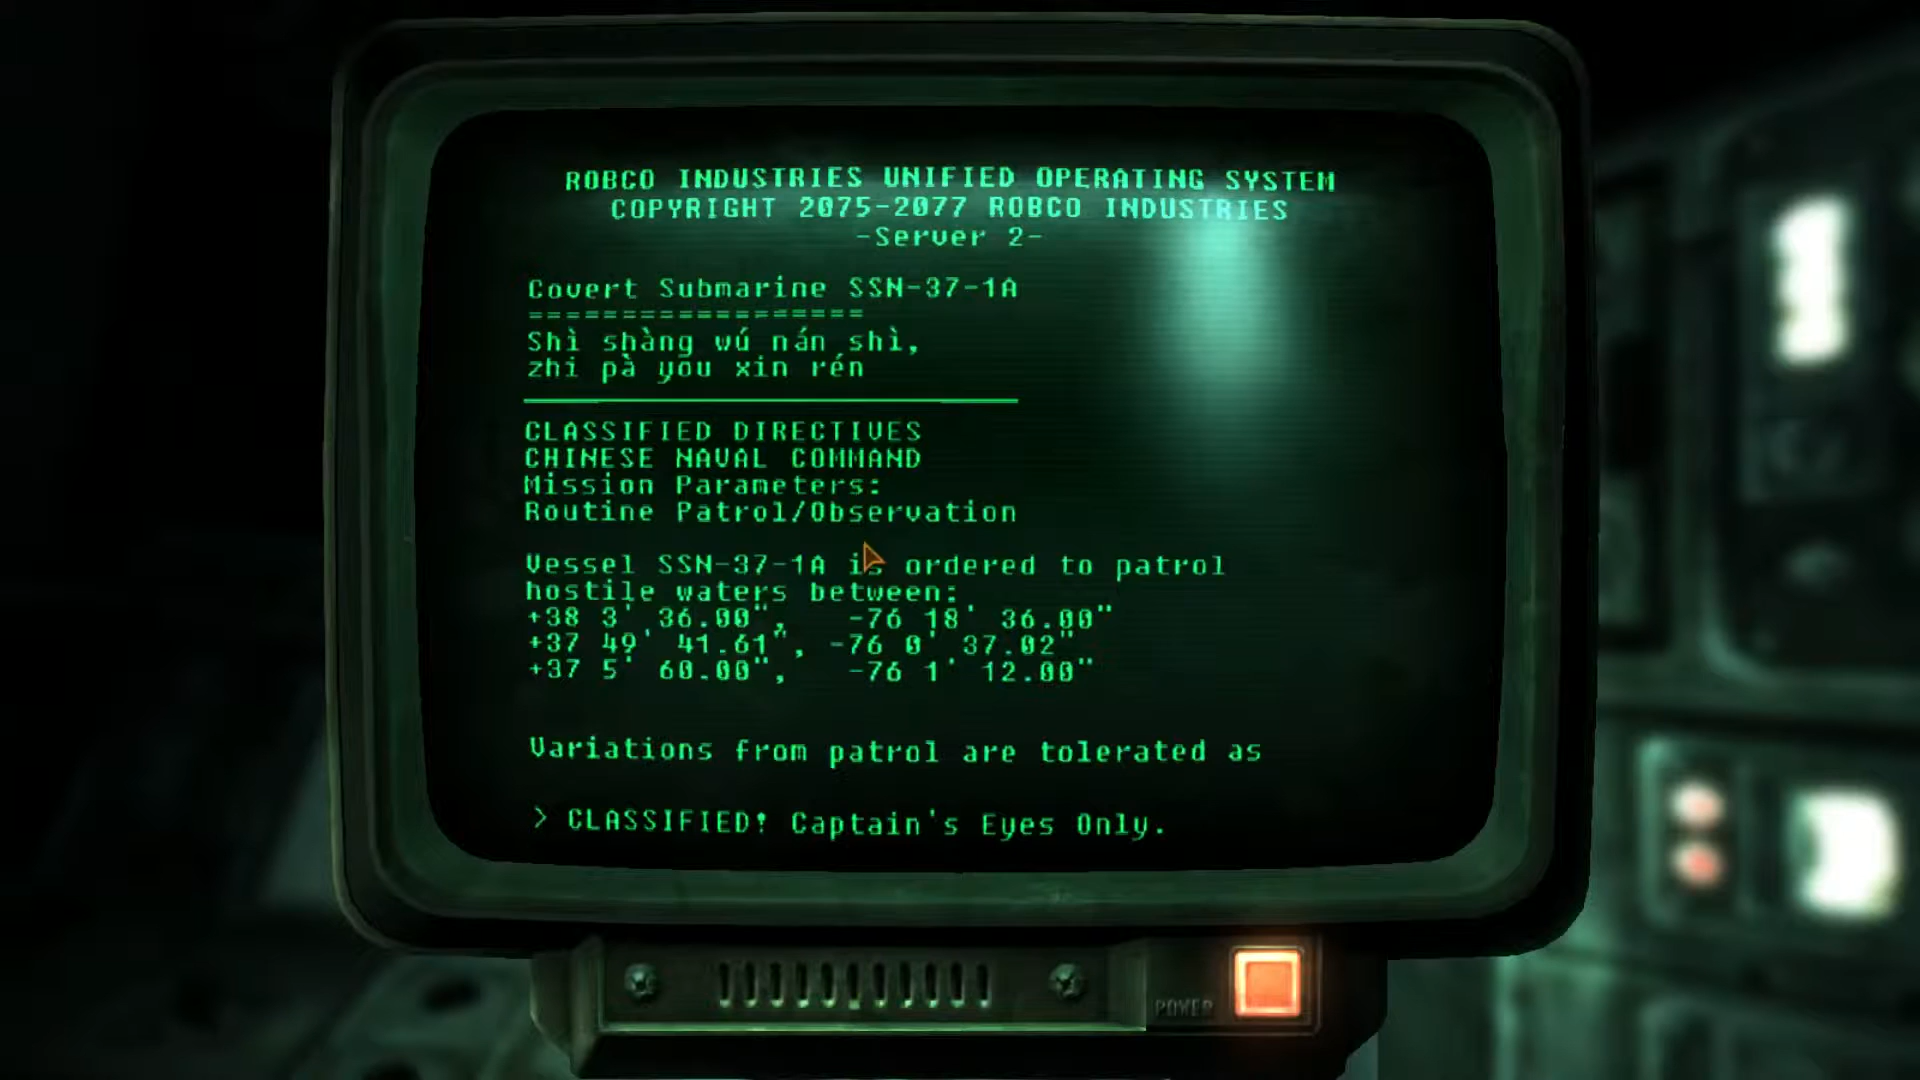 ROBCO INDUSTRIES UNIFIED OPERATING SYSTEM
COPYRIGHT 2075-2077 ROBCO INDUSTRIES
-Server 2-
Covert Submarine SSN-37-1A
==================
Shì shàng wú nán shì,
zhi pà you xin rén
CLASSIFIED DIRECTIVES
CHINESE NAVAL COMMAND
Mission Parameters:
Routine Patrol/Observation
Vessel SSN-37-1A is ordered to patrol
hostile waters between:
+38 3' 36.00", -76 18' 36.00"
+37 49' 41.61", -76 0' 37.02"
+37 5' 60.00", -76 1' 12.00"
Variations from patrol are tolerated as
> CLASSIFIED! Captain's Eyes Only.
POWER